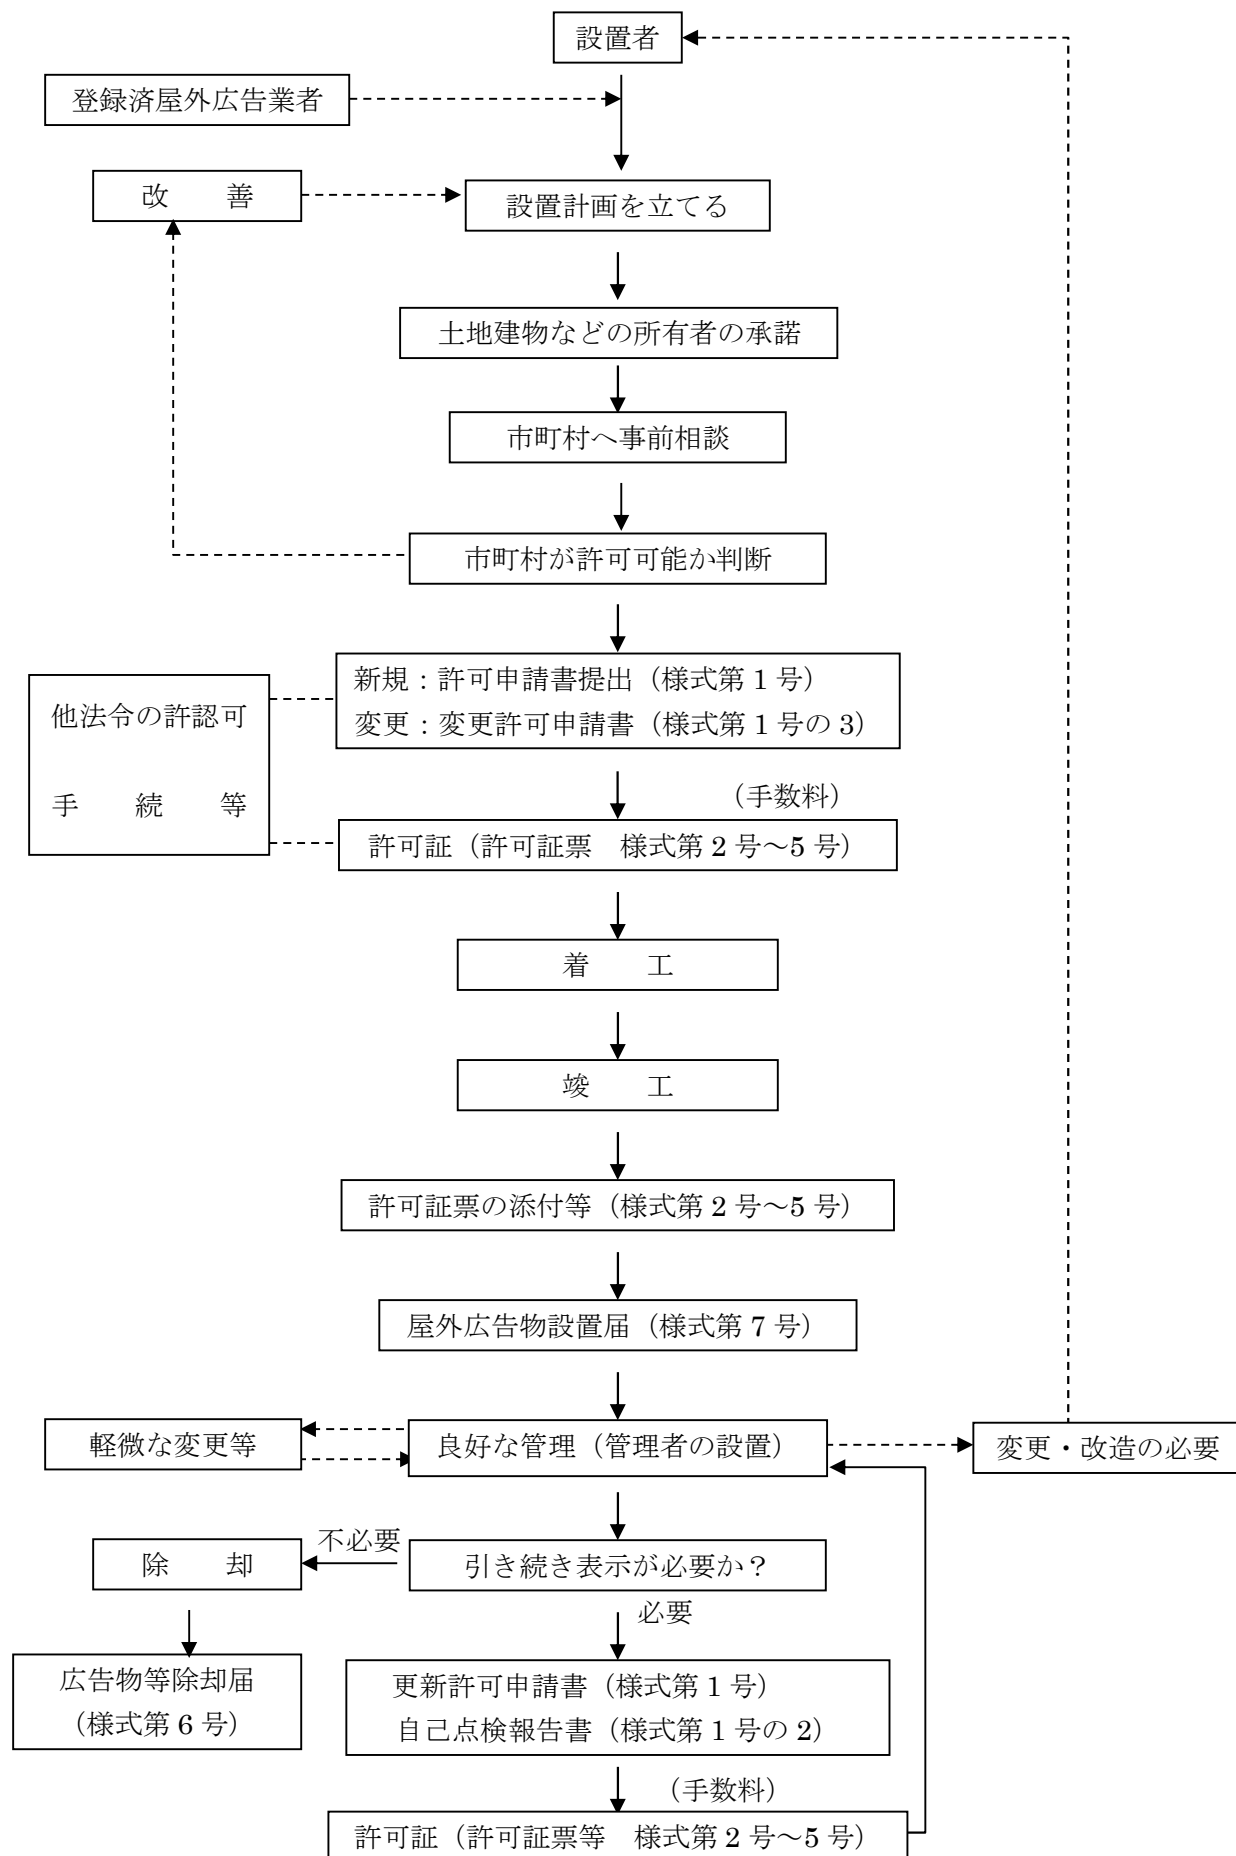 設置者
登録済屋外広告業者
改　　善
設置計画を立てる
土地建物などの所有者の承諾
市町村へ事前相談
市町村が許可可能か判断
新規：許可申請書提出（様式第 1 号）
変更：変更許可申請書（様式第 1 号の 3）
他法令の許認可
手　　続　　等
（手数料）
許可証（許可証票　様式第 2 号～5 号）
着　　工
竣　　工
許可証票の添付等（様式第 2 号～5 号）
屋外広告物設置届（様式第 7 号）
軽微な変更等
良好な管理（管理者の設置）
変更・改造の必要
除　　却
不必要
引き続き表示が必要か？
必要
広告物等除却届
（様式第 6 号）
更新許可申請書（様式第 1 号）
自己点検報告書（様式第 1 号の 2）
（手数料）
許可証（許可証票等　様式第 2 号～5 号）